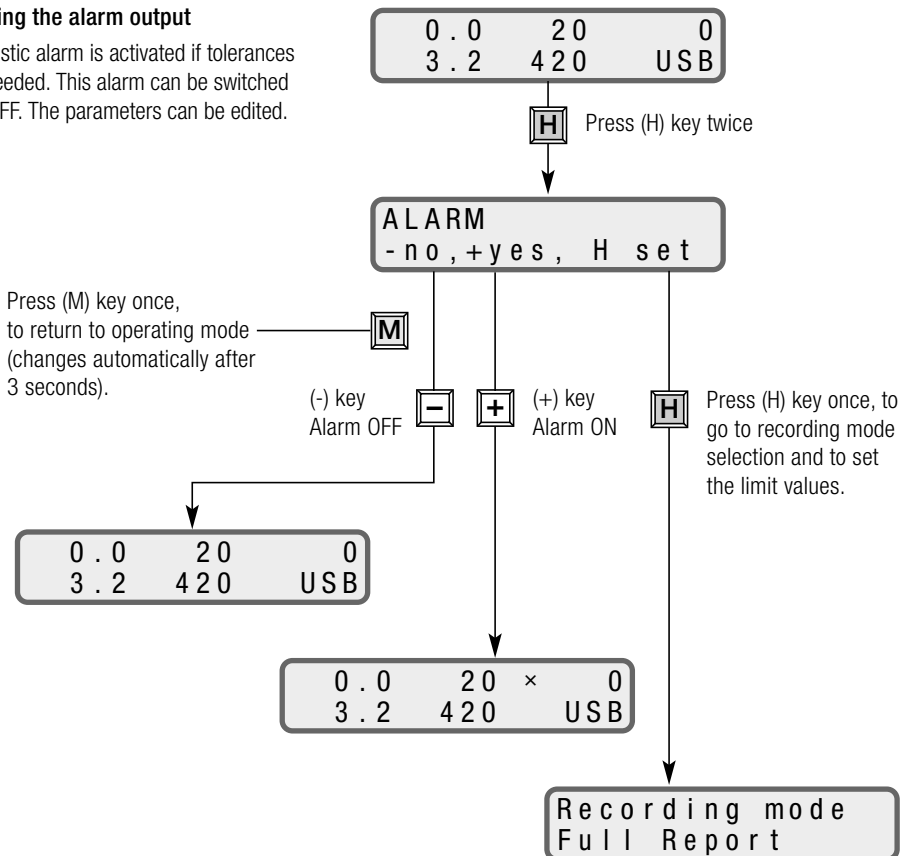 the alarm output
alarm is activated if tolerances
This alarm can be switched
The parameters can be edited.
0.0 20 0
3.2 420 USB
H Press (H) key twice
ALARM
-no,+yes, H set
Press (M) key once,
to return to operating mode
(changes automatically after
3 seconds).
M
(-) key
Alarm OFF
−
+
(+) key
Alarm ON
H
Press (H) key once, to
go to recording mode
selection and to set
the limit values.
0.0 20 0
3.2 420 USB
0.0 20 × 0
3.2 420 USB
Recording mode
Full Report